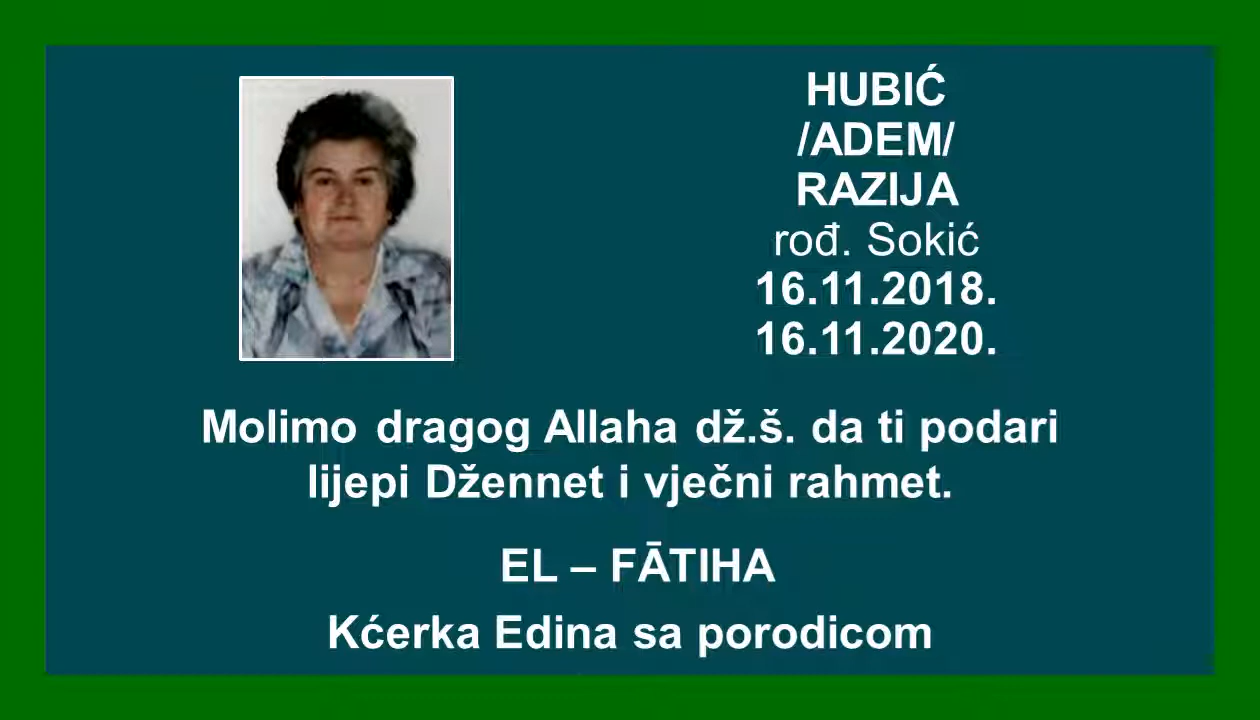 HUBIĆ
/ADEM/
RAZIJA
rođ. Sokić
16.11.2018.
16.11.2020.
Molimo dragog Allaha dž.š. da ti podari
lijepi Džennet i vječni rahmet.
EL – FĀTIHA
Kćerka Edina sa porodicom